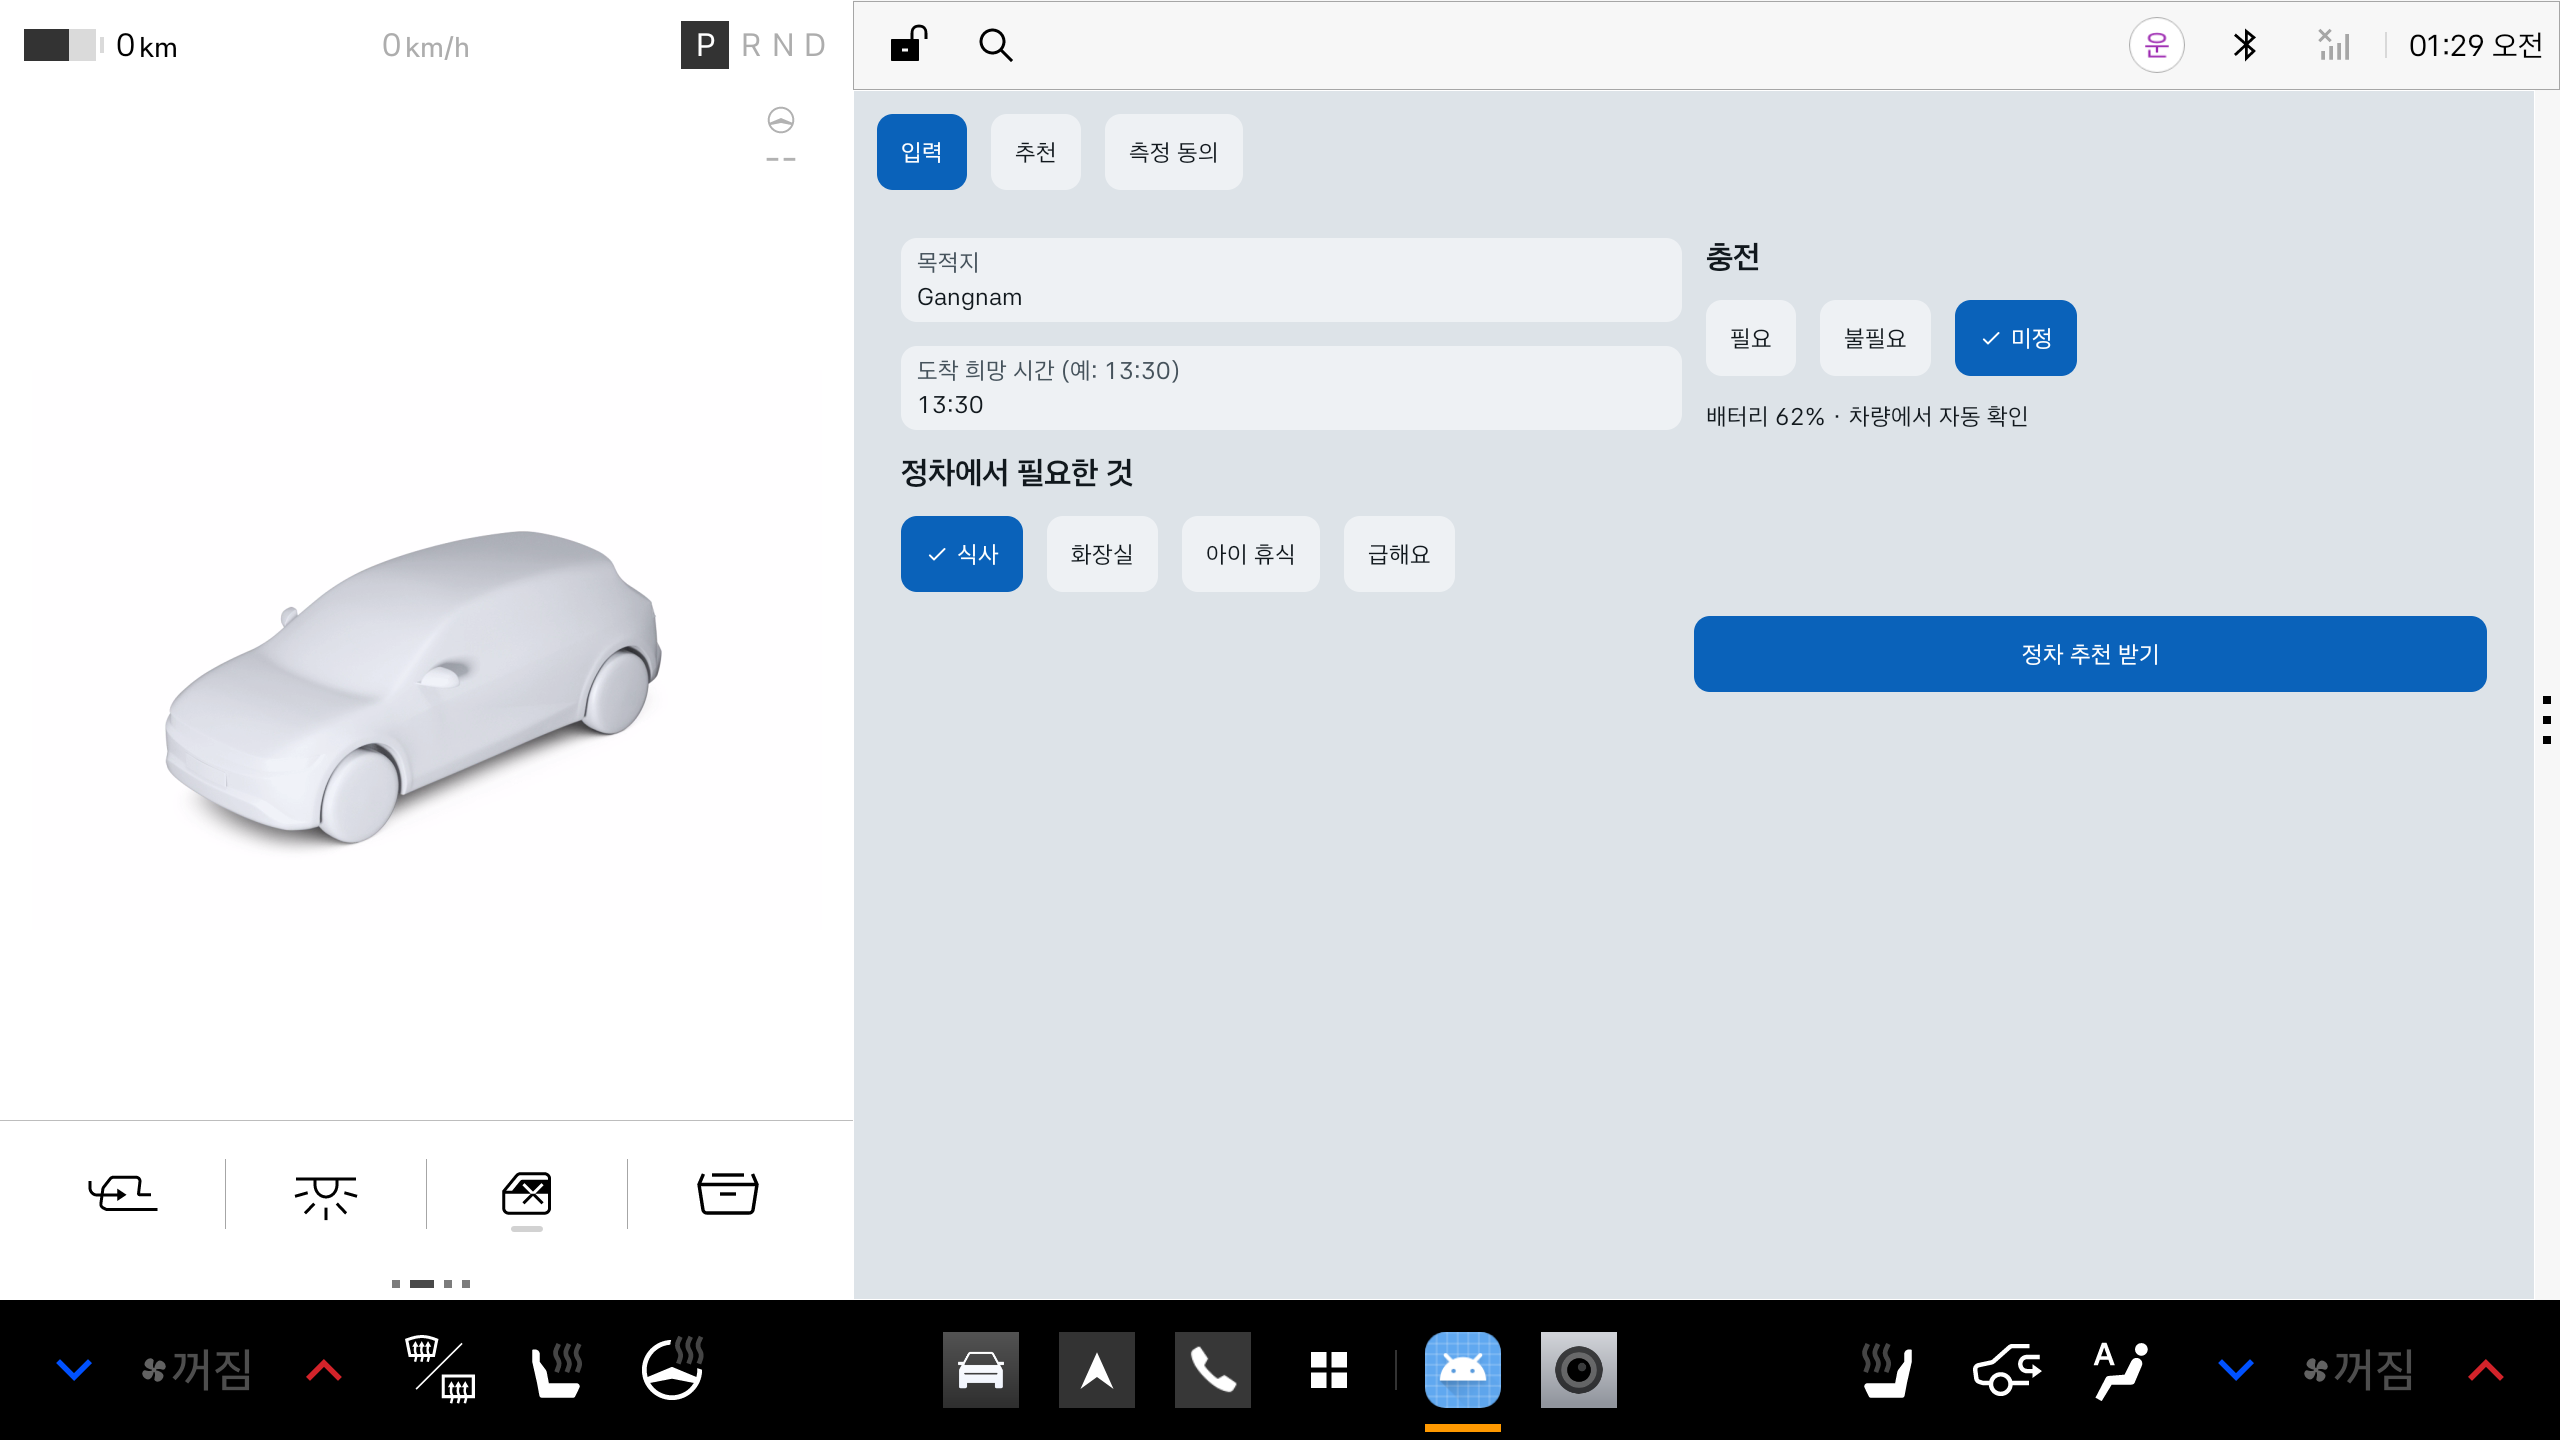 0 km
0 km/h
P R N D
운
01:29 오전
입력
추천
측정 동의
목적지
Gangnam
도착 희망 시간 (예: 13:30)
13:30
충전
필요
불필요
미정
배터리 62% · 차량에서 자동 확인
정차에서 필요한 것
식사
화장실
아이 휴식
급해요
정차 추천 받기
꺼짐
A
꺼짐